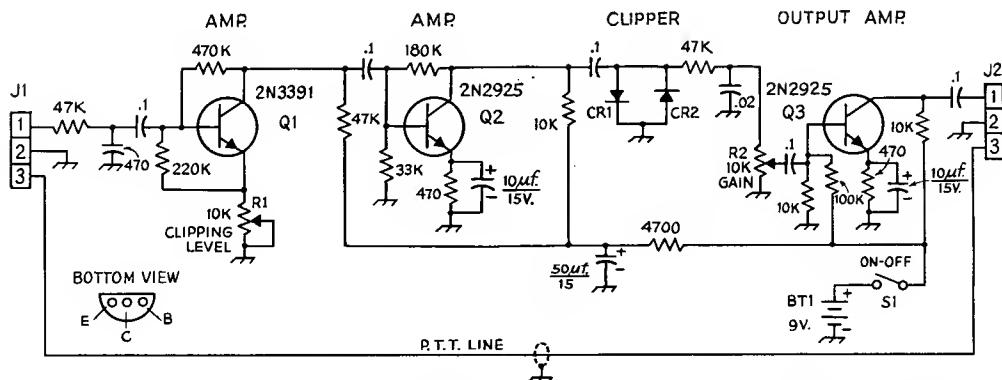 AMP.
AMP.
CLIPPER
OUTPUT AMP.
470K
.1
180K
.1
47K
.1
J1
J2
47K
.1
2N3391
2N2925
.02
2N2925
1
2
3
Q1
47K
Q2
10K
CR1
CR2
Q3
10K
1
2
3
470
220K
33K
470
10µf.
15V.
+
-
R2
10K
GAIN
.1
10K
100K
470
+
-
10µf.
15V.
10K
R1
CLIPPING
LEVEL
4700
50µf.
15
+
-
BOTTOM VIEW
E
C
B
ON-OFF
S1
BT1
9V.
+
-
P.T.T. LINE